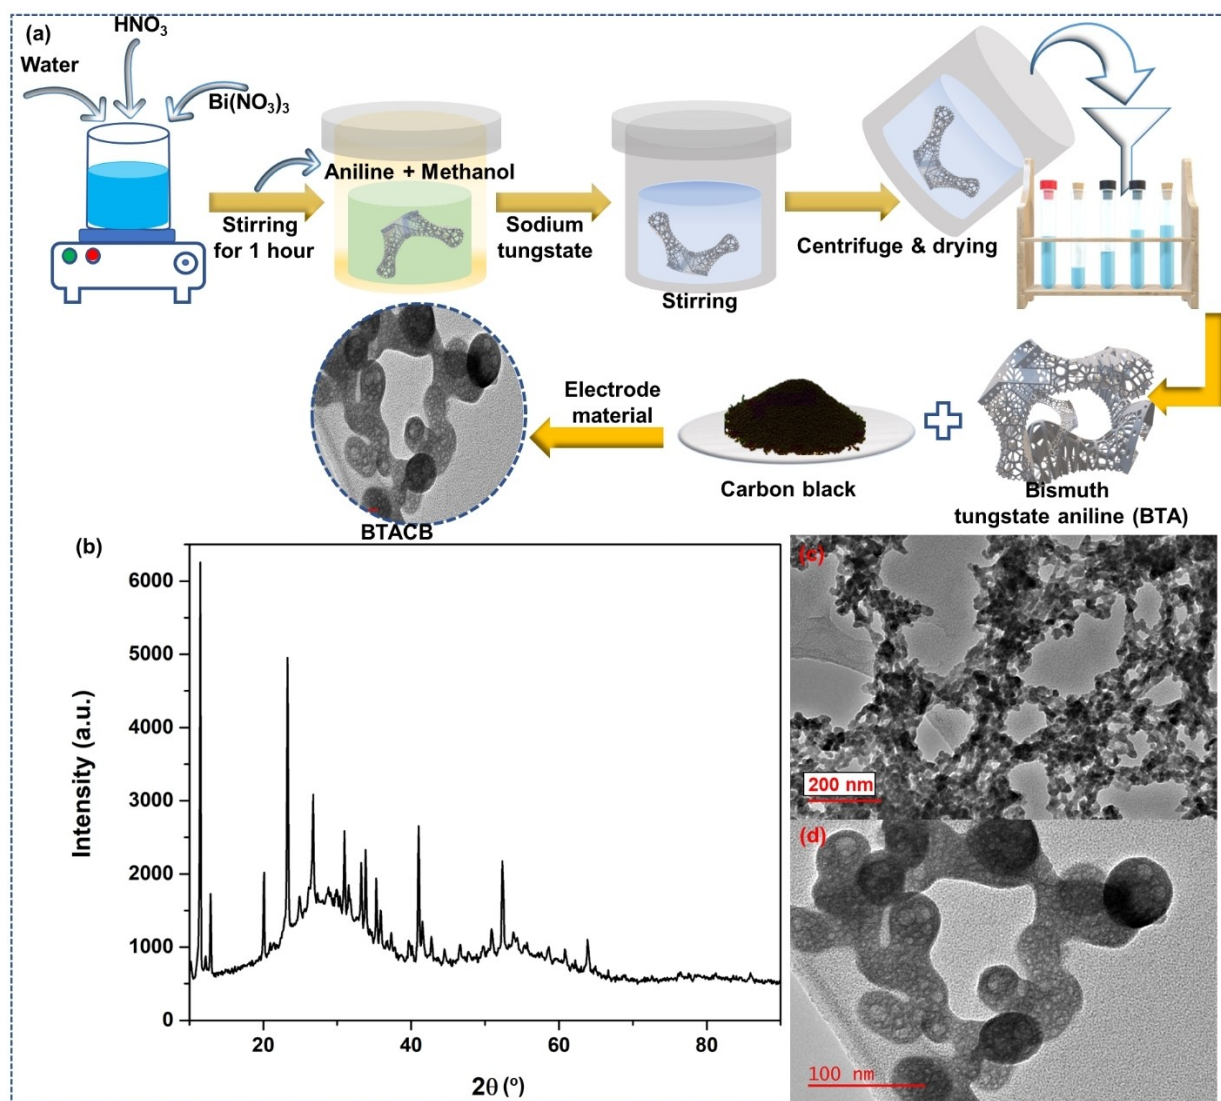 (a)
HNO₃
Water
Bi(NO₃)₃
Aniline + Methanol
Stirring
for 1 hour
Sodium
tungstate
Stirring
Centrifuge & drying
Electrode
material
Carbon black
Bismuth
tungstate aniline (BTA)
BTACB
(b)
6000
5000
4000
3000
2000
1000
0
Intensity (a.u.)
20
40
60
80
2θ (°)
(c)
200 nm
(d)
100 nm